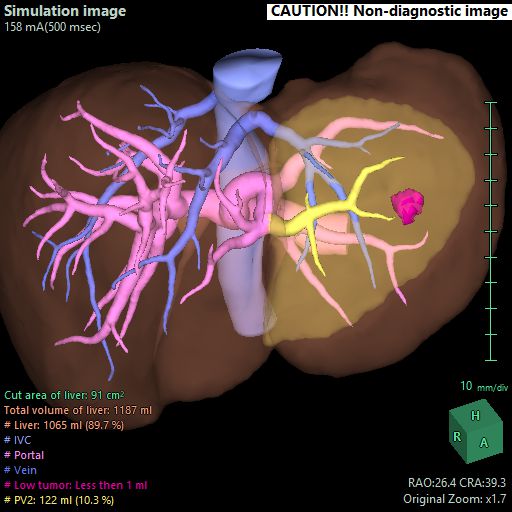 Simulation image
CAUTION!! Non-diagnostic image
158 mA(500 msec)
Cut area of liver: 91 cm²
Total volume of liver: 1187 ml
# Liver: 1065 ml (89.7 %)
# IVC
# Portal
# Vein
# Low tumor: Less then 1 ml
# PV2: 122 ml (10.3 %)
10 mm/div
H
R
A
RAO:26.4 CRA:39.3
Original Zoom: x1.7